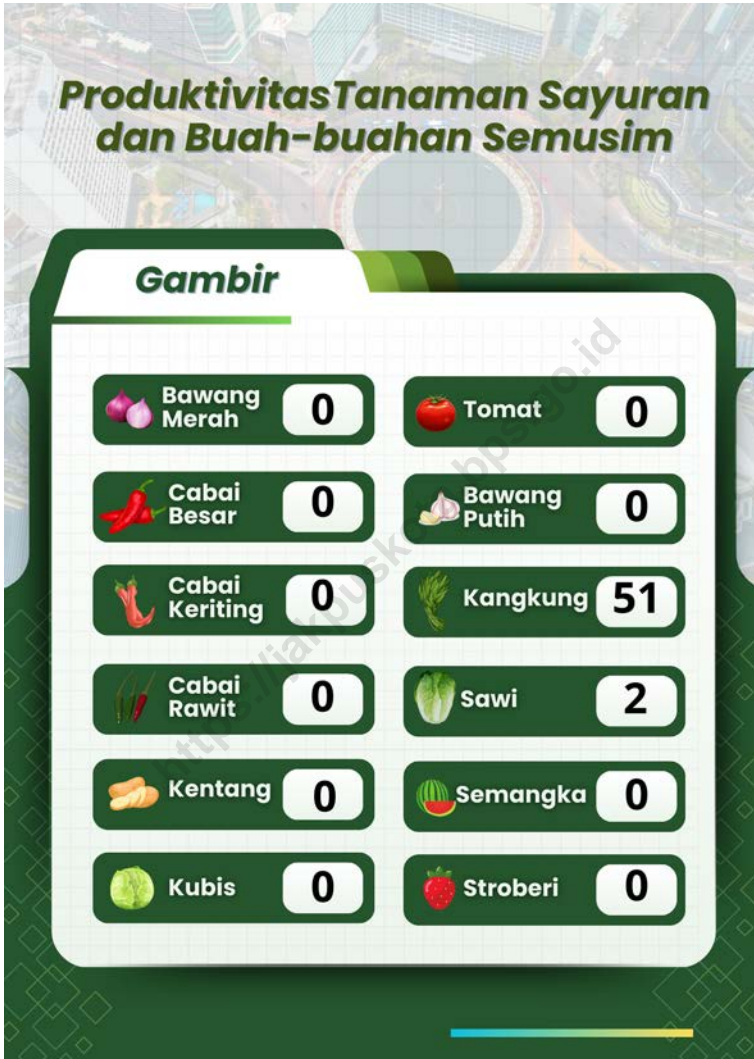 ProduktivitasTanaman Sayuran
dan Buah-buahan Semusim
Gambir
Bawang
Merah
0
Cabai
Besar
0
Cabai
Keriting
0
Cabai
Rawit
0
Kentang
0
Kubis
0
Tomat
0
Bawang
Putih
0
Kangkung
51
Sawi
2
Semangka
0
Stroberi
0
https://jakpuskota.bps.go.id